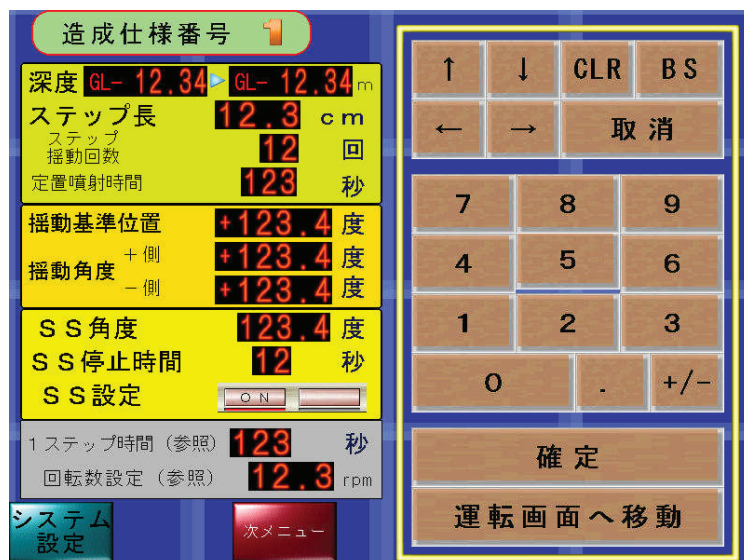 造成仕様番号 1
深度 GL- 12.34 GL- 12.34 m
ステップ長 12.3 cm
ステップ
揺動回数 12 回
定置噴射時間 123 秒
揺動基準位置 +123.4 度
揺動角度 +側 +123.4 度
-側 +123.4 度
SS角度 123.4 度
SS停止時間 12 秒
SS設定 ON
1ステップ時間(参照) 123 秒
回転数設定(参照) 12.3 rpm
システム
設定
次メニュー
↑ ↓ CLR BS
← → 取消
7 8 9
4 5 6
1 2 3
0 . +/-
確定
運転画面へ移動